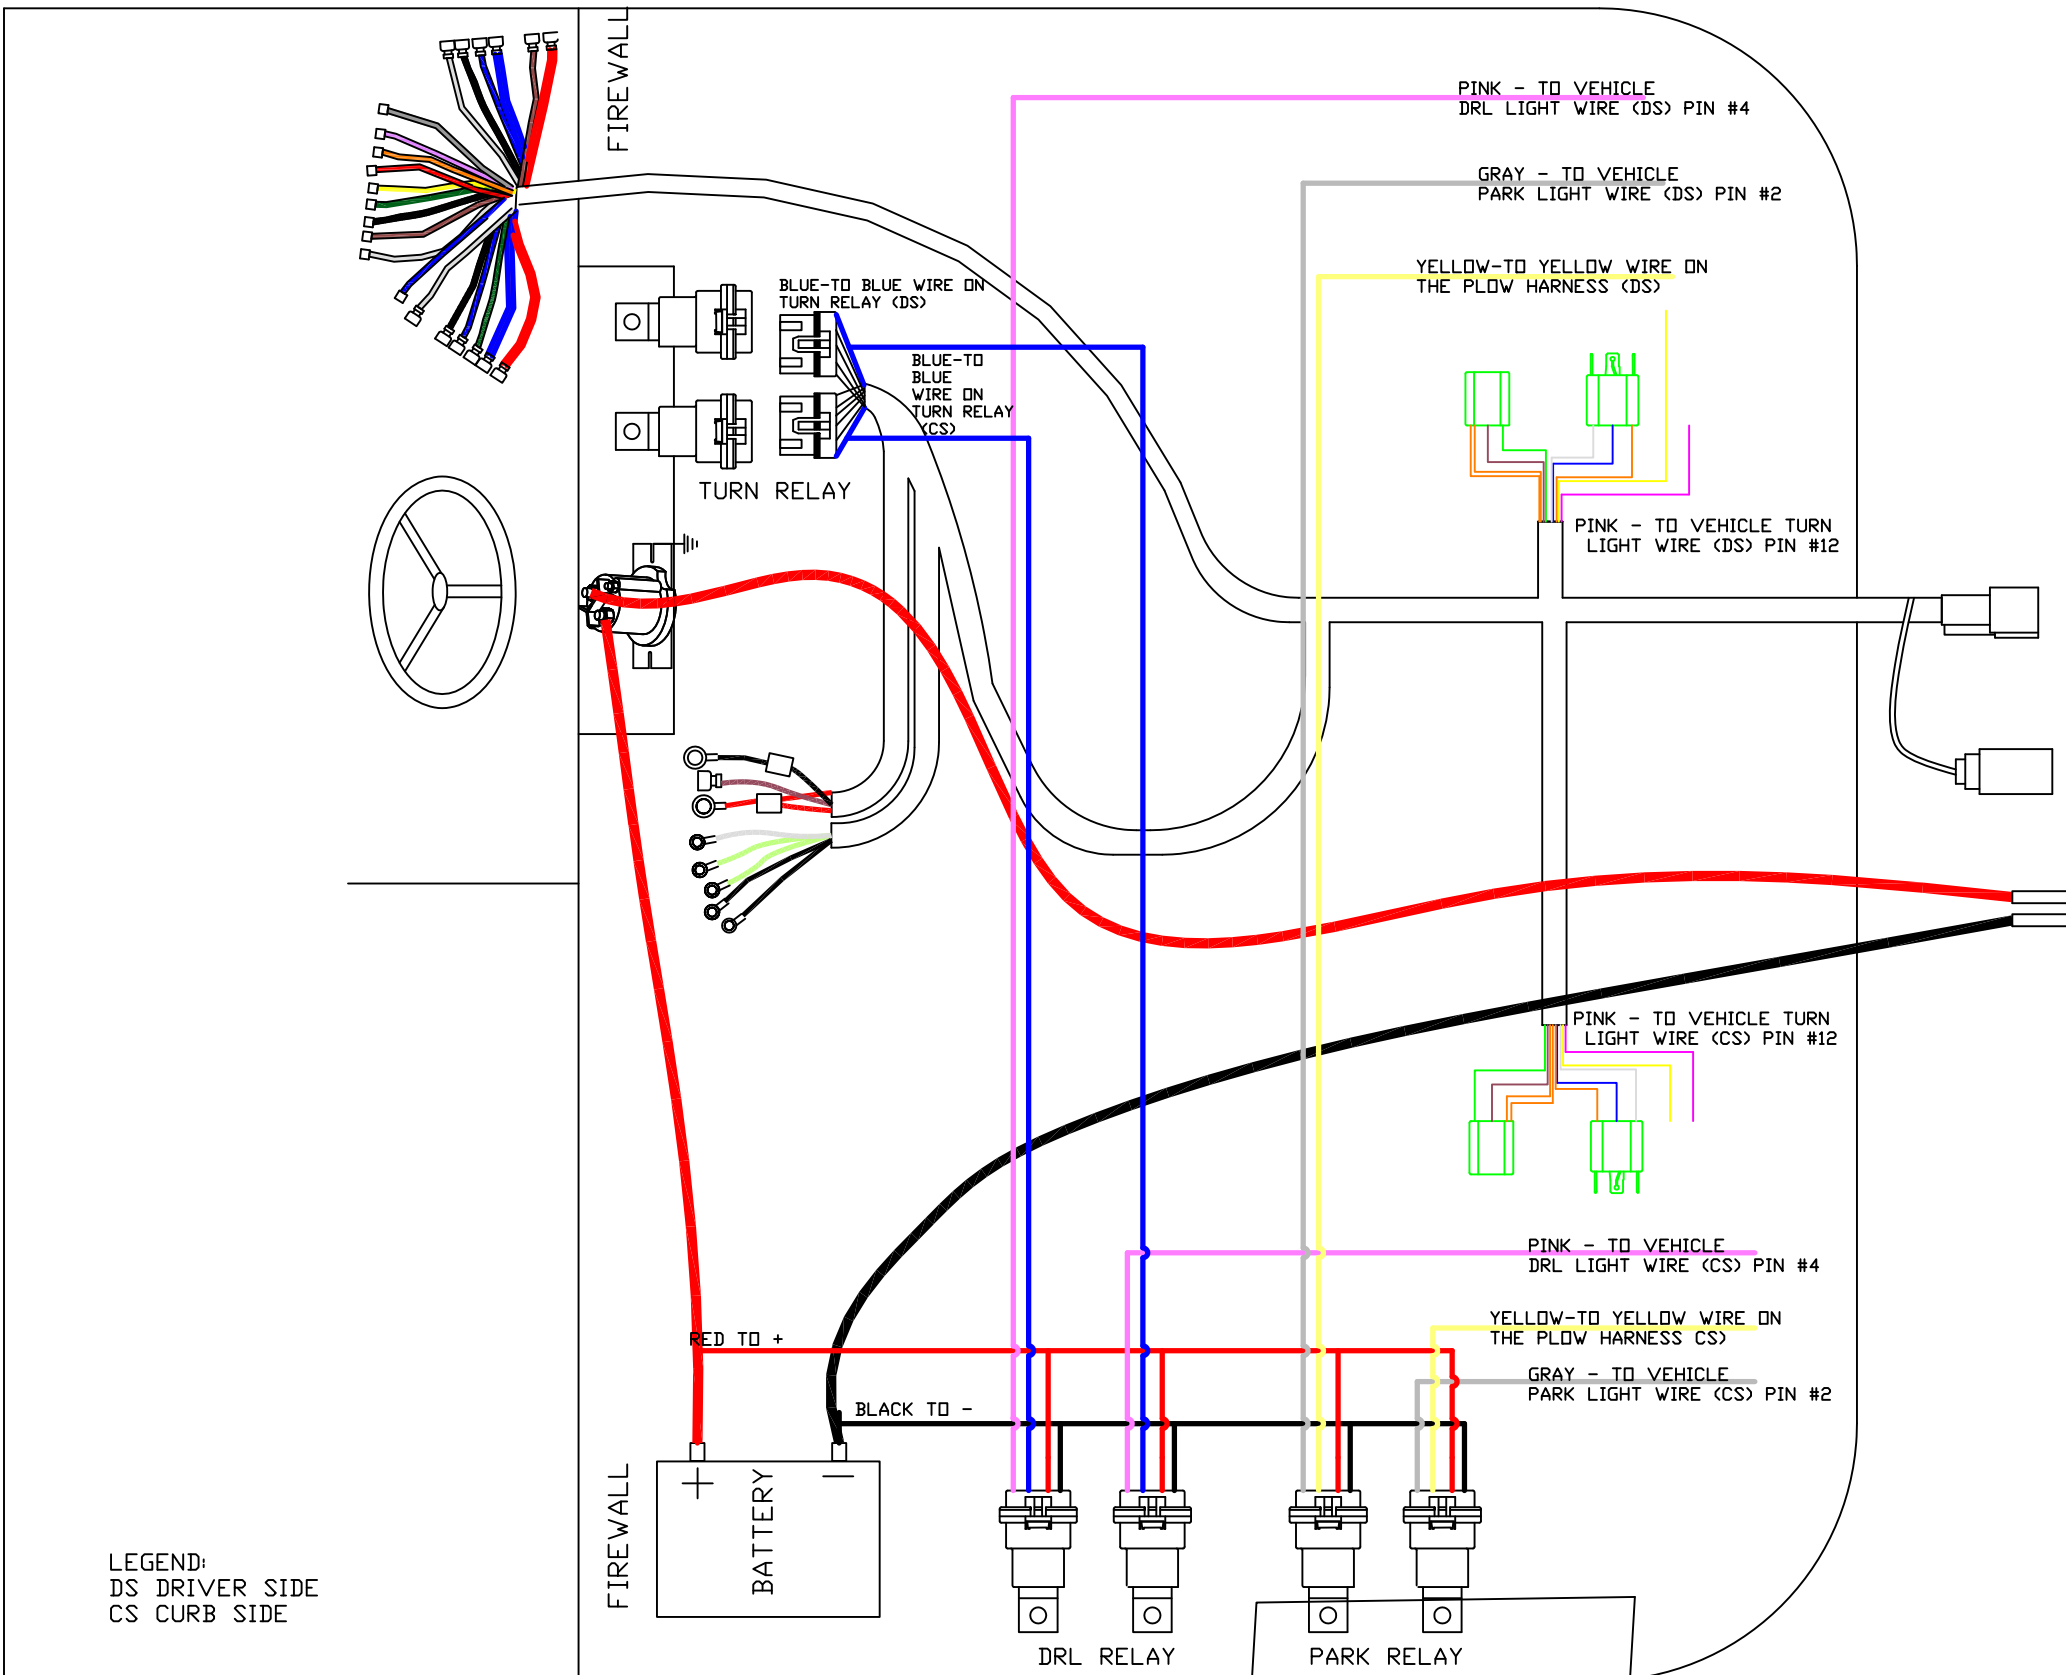 FIREWALL
PINK - TO VEHICLE
DRL LIGHT WIRE (DS) PIN #4
GRAY - TO VEHICLE
PARK LIGHT WIRE (DS) PIN #2
YELLOW-TO YELLOW WIRE ON
THE PLOW HARNESS (DS)
BLUE-TO BLUE WIRE ON
TURN RELAY (DS)
BLUE-TO
BLUE
WIRE ON
TURN RELAY
(CS)
TURN RELAY
PINK - TO VEHICLE TURN
LIGHT WIRE (DS) PIN #12
PINK - TO VEHICLE TURN
LIGHT WIRE (CS) PIN #12
PINK - TO VEHICLE
DRL LIGHT WIRE (CS) PIN #4
YELLOW-TO YELLOW WIRE ON
THE PLOW HARNESS CS)
GRAY - TO VEHICLE
PARK LIGHT WIRE (CS) PIN #2
RED TO +
BLACK TO -
FIREWALL
+
BATTERY
-
LEGEND:
DS DRIVER SIDE
CS CURB SIDE
DRL RELAY
PARK RELAY